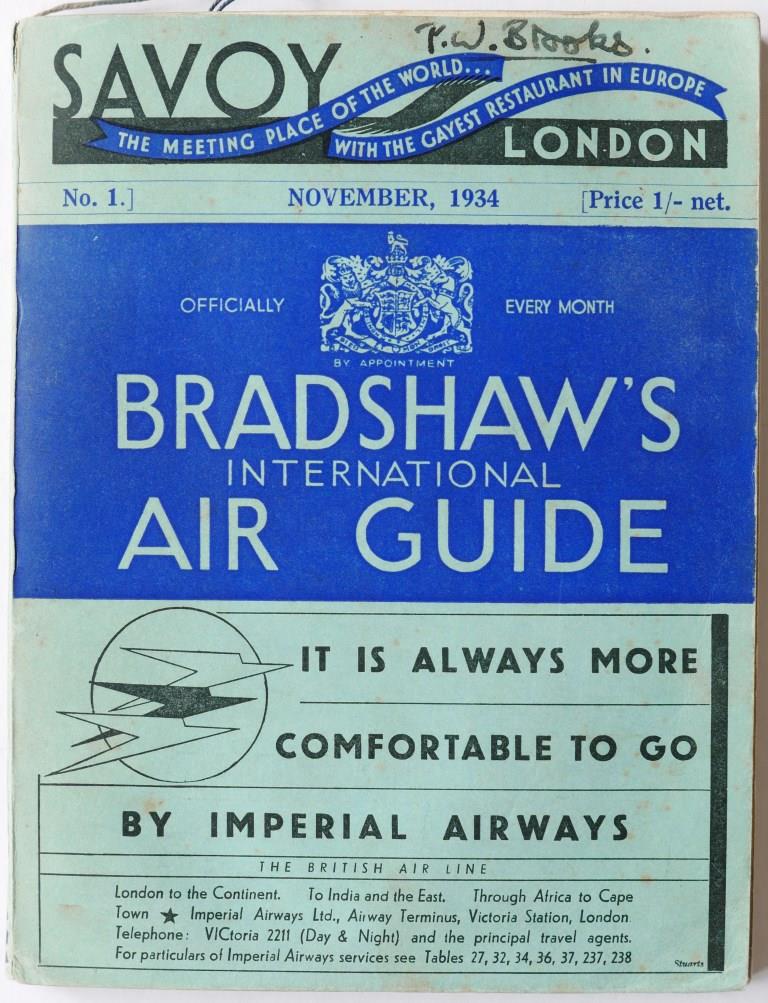 T.W. Brooks.
SAVOY
THE MEETING PLACE OF THE WORLD...
WITH THE GAYEST RESTAURANT IN EUROPE
LONDON
No. 1.] NOVEMBER, 1934 [Price 1/- net.
OFFICIALLY EVERY MONTH
BY APPOINTMENT
BRADSHAW'S
INTERNATIONAL
AIR GUIDE
IT IS ALWAYS MORE
COMFORTABLE TO GO
BY IMPERIAL AIRWAYS
THE BRITISH AIR LINE
London to the Continent. To India and the East. Through Africa to Cape
Town ★ Imperial Airways Ltd., Airway Terminus, Victoria Station, London
Telephone: VICtoria 2211 (Day & Night) and the principal travel agents.
For particulars of Imperial Airways services see Tables 27, 32, 34, 36, 37, 237, 238
Stuarts